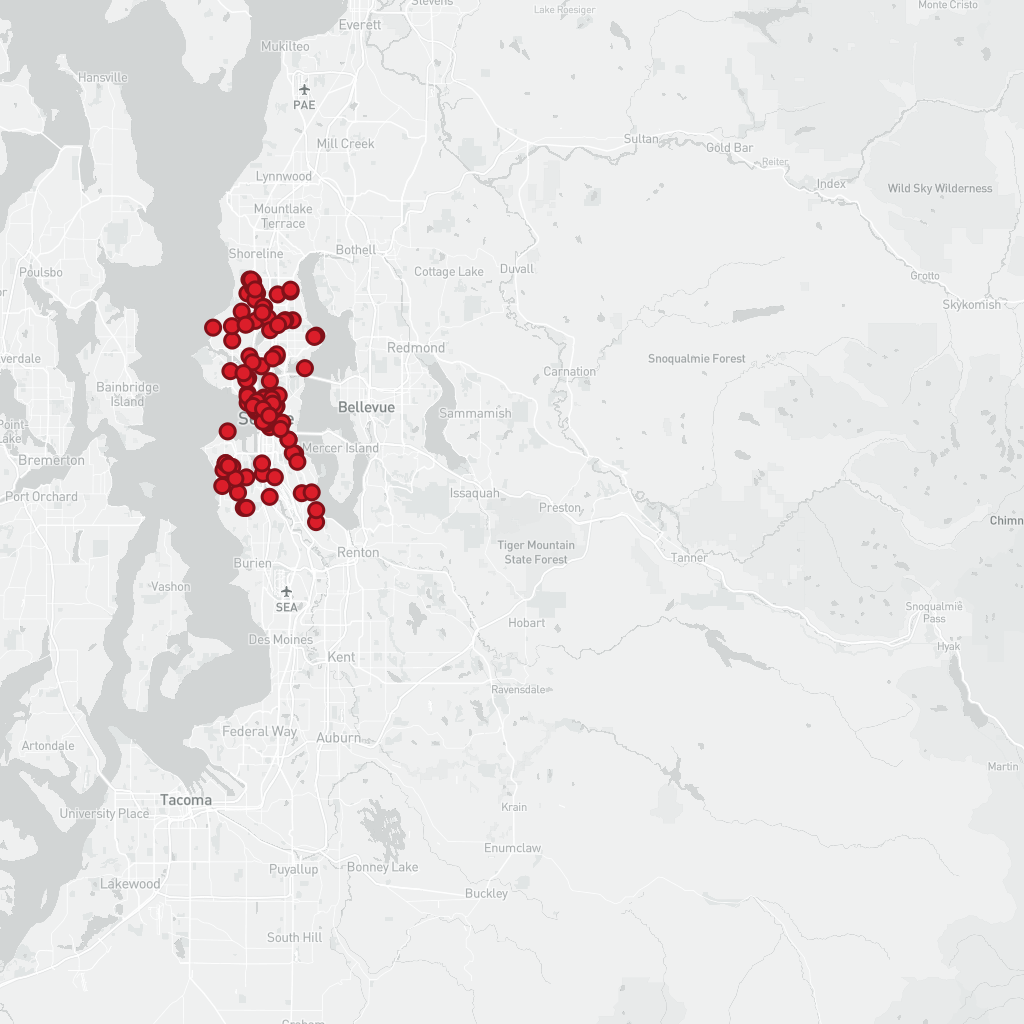 Stevens
Lake Roesiger
Monte Cristo
Everett
Mukilteo
Hansville
PAE
Mill Creek
Sultan
Gold Bar
Reiter
Index
Wild Sky Wilderness
Lynnwood
Mountlake
Terrace
Shoreline
Bothell
Poulsbo
Cottage Lake
Duvall
Grotto
Skykomish
Redmond
Snoqualmie Forest
verdale
Carnation
Bainbridge
Island
Bellevue
Sammamish
Point-
Lake
Mercer Island
Bremerton
Port Orchard
Issaquah
Preston
Chimn
Tiger Mountain
State Forest
Renton
Burien
Tanner
Vashon
SEA
Snoqualmie
Pass
Hobart
Des Moines
Hyak
Kent
Ravensdale
Federal Way
Auburn
Artondale
Martin
Tacoma
University Place
Krain
Enumclaw
Puyallup
Bonney Lake
Lakewood
Buckley
South Hill
Graham